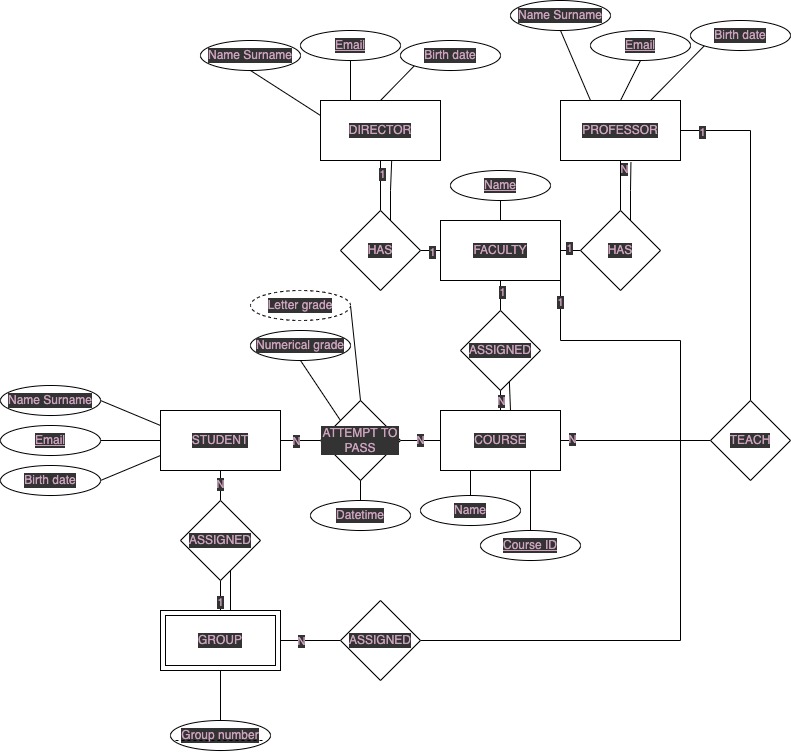 Name Surname
Email
Birth date
Name Surname
Email
Birth date
DIRECTOR
PROFESSOR
1
1
N
Name
HAS
1
FACULTY
1
HAS
1
1
Letter grade
Numerical grade
ASSIGNED
Name Surname
N
Email
STUDENT
N
ATTEMPT TO
PASS
N
COURSE
N
TEACH
Birth date
N
Datetime
Name
ASSIGNED
Course ID
1
GROUP
N
ASSIGNED
Group number